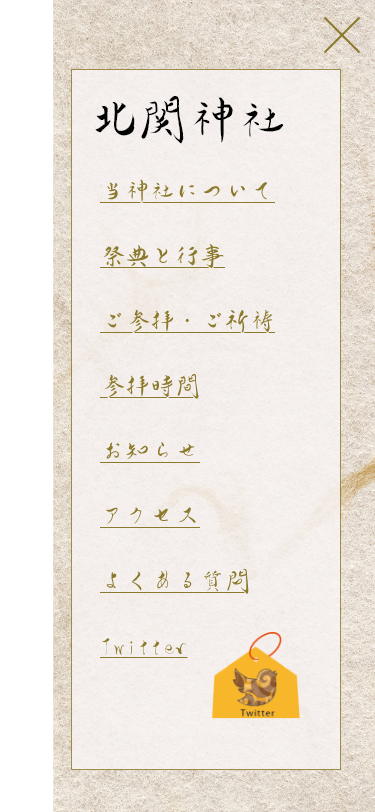 北関神社
当神社について
祭典と行事
ご参拝・ご祈祷
参拝時間
お知らせ
アクセス
よくある質問
Twitter
Twitter